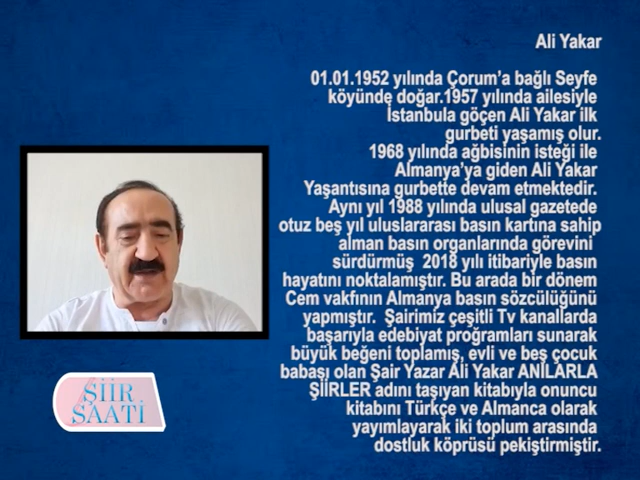 Ali Yakar
01.01.1952 yılında Çorum'a bağlı Seyfe
köyünde doğar.1957 yılında ailesiyle
İstanbula göçen Ali Yakar ilk
gurbeti yaşamış olur.
1968 yılında ağbisinin isteği ile
Almanya'ya giden Ali Yakar
Yaşantısına gurbette devam etmektedir.
Aynı yıl 1988 yılında ulusal gazetede
otuz beş yıl uluslararası basın kartına sahip
alman basın organlarında görevini
sürdürmüş 2018 yılı itibariyle basın
hayatını noktalamıştır. Bu arada bir dönem
Cem vakfının Almanya basın sözcülüğünü
yapmıştır. Şairimiz çeşitli Tv kanallarda
başarıyla edebiyat proğramları sunarak
büyük beğeni toplamış, evli ve beş çocuk
babası olan Şair Yazar Ali Yakar ANILARLA
ŞİİRLER adını taşıyan kitabıyla onuncu
kitabını Türkçe ve Almanca olarak
yayımlayarak iki toplum arasında
dostluk köprüsü pekiştirmiştir.
ŞİİR
SAATİ